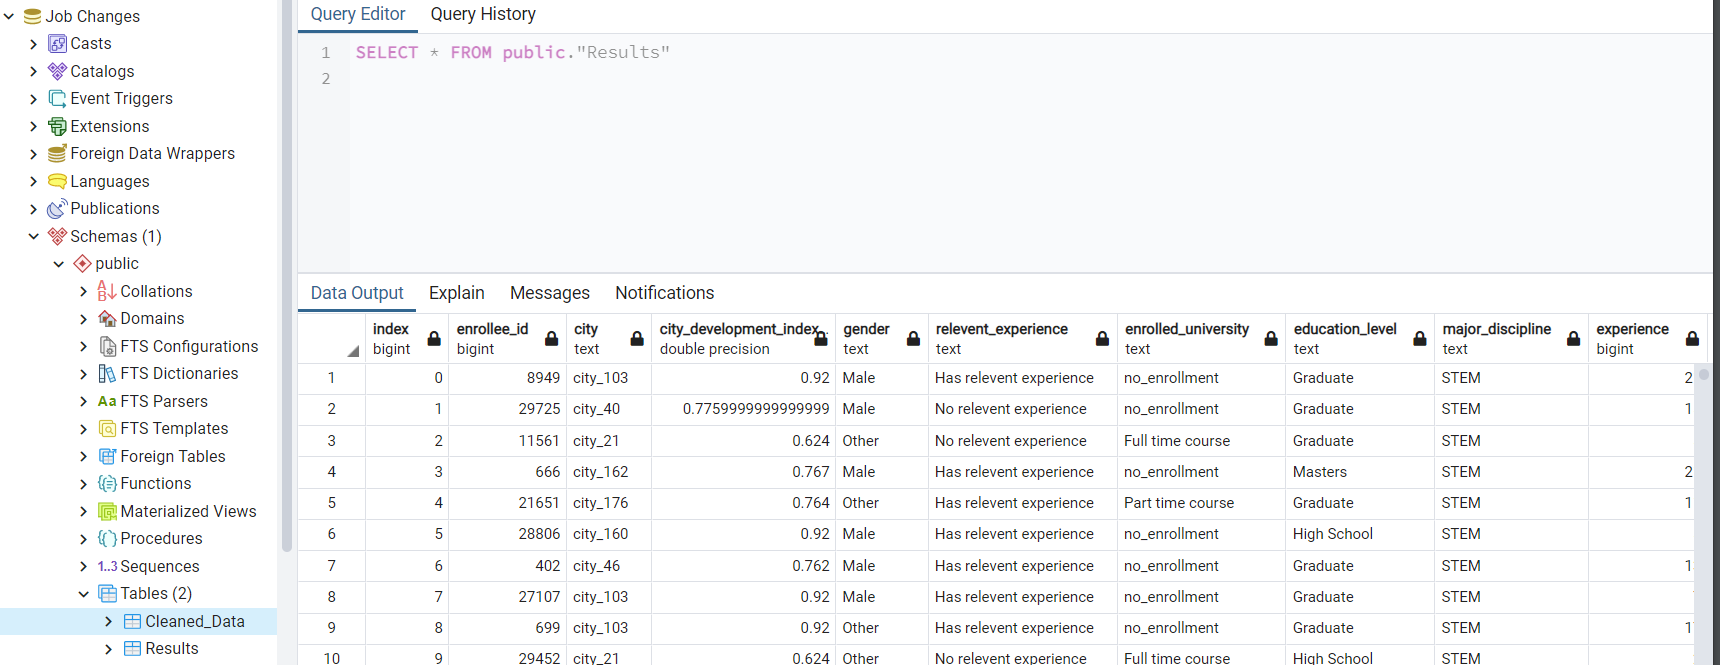 Job Changes
Casts
Catalogs
Event Triggers
Extensions
Foreign Data Wrappers
Languages
Publications
Schemas (1)
public
Collations
Domains
FTS Configurations
FTS Dictionaries
Aa FTS Parsers
FTS Templates
Foreign Tables
Functions
Materialized Views
Procedures
1..3 Sequences
Tables (2)
Cleaned_Data
Results
Query Editor Query History
1 SELECT * FROM public."Results"
2
Data Output Explain Messages Notifications
index enrollee_id city city_development_index gender relevent_experience enrolled_university education_level major_discipline experience
bigint bigint text double precision text text text text text bigint
1 0 8949 city_103 0.92 Male Has relevent experience no_enrollment Graduate STEM 2
2 1 29725 city_40 0.7759999999999999 Male No relevent experience no_enrollment Graduate STEM 1
3 2 11561 city_21 0.624 Other No relevent experience Full time course Graduate STEM
4 3 666 city_162 0.767 Male Has relevent experience no_enrollment Masters STEM 2
5 4 21651 city_176 0.764 Other Has relevent experience Part time course Graduate STEM 1
6 5 28806 city_160 0.92 Male Has relevent experience no_enrollment High School STEM
7 6 402 city_46 0.762 Male Has relevent experience no_enrollment Graduate STEM 1
8 7 27107 city_103 0.92 Male Has relevent experience no_enrollment Graduate STEM
9 8 699 city_103 0.92 Other Has relevent experience no_enrollment Graduate STEM 1
10 9 29452 city_21 0.624 Other No relevent experience Full time course High School STEM